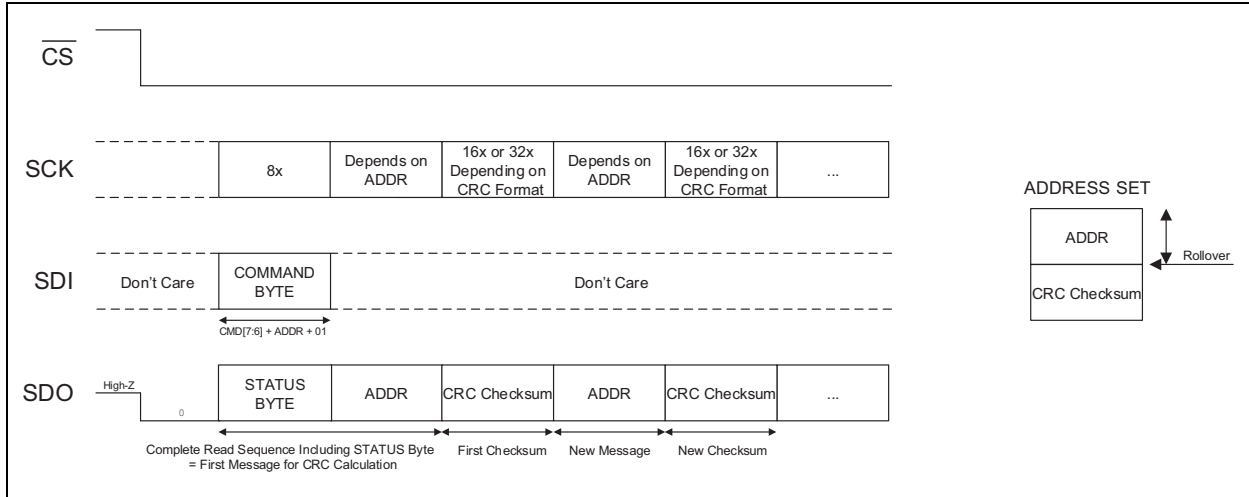 CS
SCK
8x
Depends on
ADDR
16x or 32x
Depending on
CRC Format
Depends on
ADDR
16x or 32x
Depending on
CRC Format
...
SDI
Don't Care
COMMAND
BYTE
Don't Care
CMD[7:6] + ADDR + 01
SDO
High-Z
0
STATUS
BYTE
ADDR
CRC Checksum
ADDR
CRC Checksum
...
Complete Read Sequence Including STATUS Byte
= First Message for CRC Calculation
First Checksum
New Message
New Checksum
ADDRESS SET
ADDR
Rollover
CRC Checksum